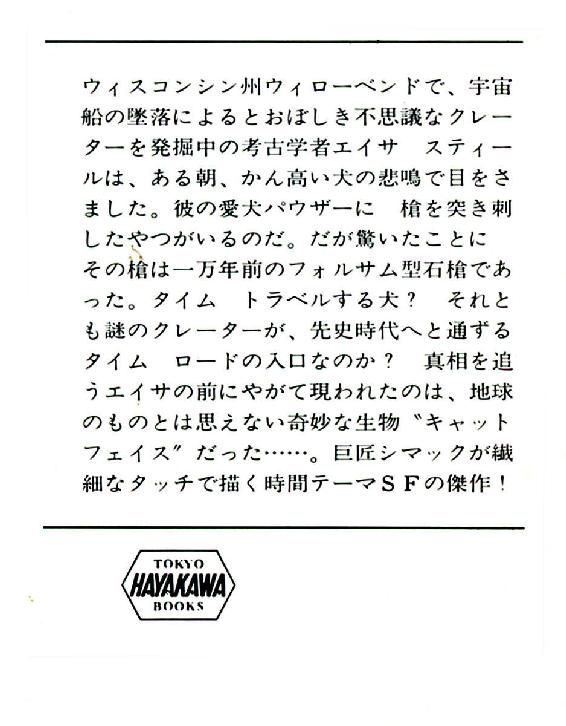 ウィスコンシン州ウィローベンドで、宇宙
船の墜落によるとおぼしき不思議なクレー
ターを発掘中の考古学者エイサ　スティー
ルは、ある朝、かん高い犬の悲鳴で目をさ
ました。彼の愛犬バウザーに　槍を突き刺
したやつがいるのだ。だが驚いたことに
その槍は一万年前のフォルサム型石槍であ
った。タイム　トラベルする犬？　それと
も謎のクレーターが、先史時代へと通ずる
タイム　ロードの入口なのか？　真相を追
うエイサの前にやがて現われたのは、地球
のものとは思えない奇妙な生物〝キャット
フェイス〟だった……。巨匠シマックが繊
細なタッチで描く時間テーマＳＦの傑作！
TOKYO
HAYAKAWA
BOOKS